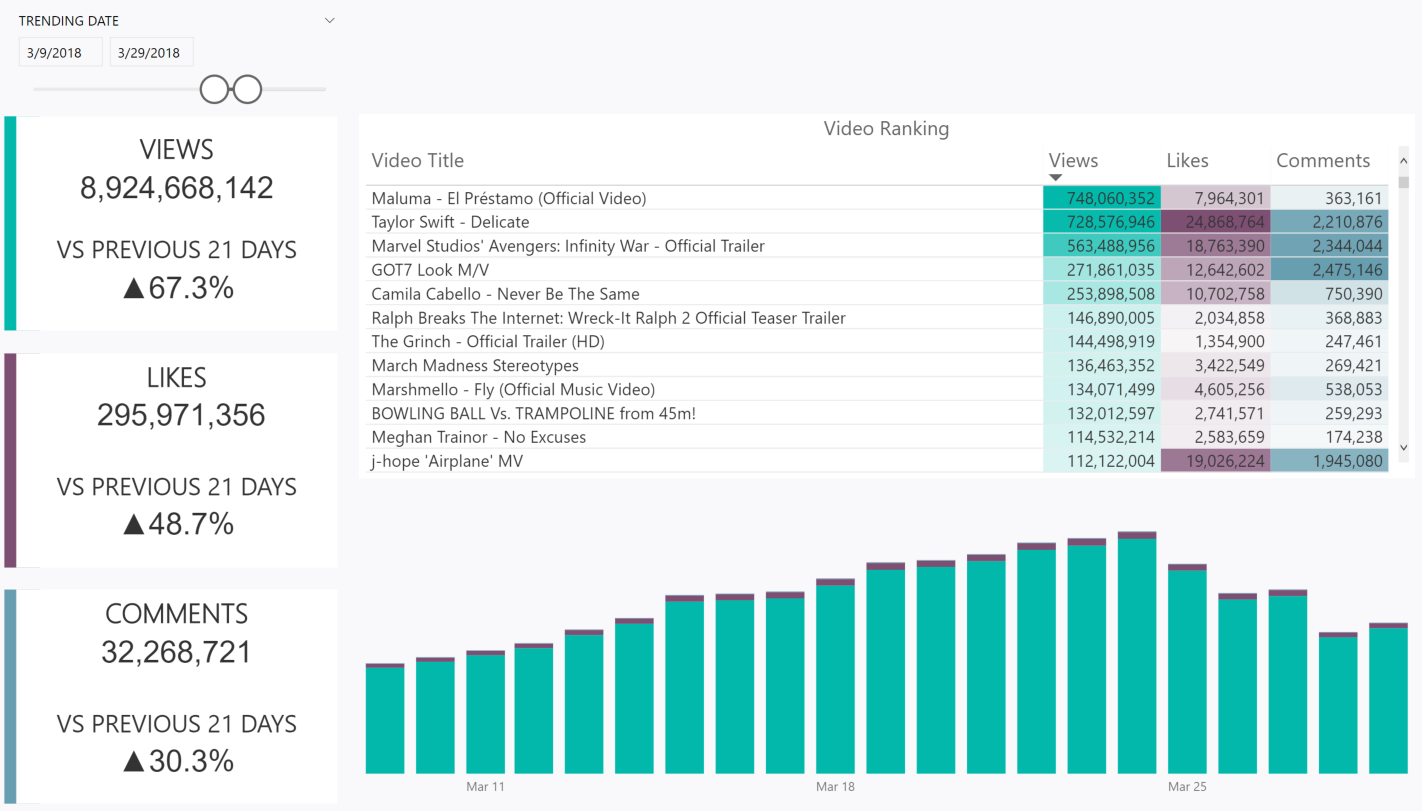 TRENDING DATE
3/9/2018 3/29/2018
VIEWS
8,924,668,142
VS PREVIOUS 21 DAYS
▲67.3%
LIKES
295,971,356
VS PREVIOUS 21 DAYS
▲48.7%
COMMENTS
32,268,721
VS PREVIOUS 21 DAYS
▲30.3%
Video Ranking
Video Title Views Likes Comments
Maluma - El Préstamo (Official Video) 748,060,352 7,964,301 363,161
Taylor Swift - Delicate 728,576,946 24,868,764 2,210,876
Marvel Studios' Avengers: Infinity War - Official Trailer 563,488,956 18,763,390 2,344,044
GOT7 Look M/V 271,861,035 12,642,602 2,475,146
Camila Cabello - Never Be The Same 253,898,508 10,702,758 750,390
Ralph Breaks The Internet: Wreck-It Ralph 2 Official Teaser Trailer 146,890,005 2,034,858 368,883
The Grinch - Official Trailer (HD) 144,498,919 1,354,900 247,461
March Madness Stereotypes 136,463,352 3,422,549 269,421
Marshmello - Fly (Official Music Video) 134,071,499 4,605,256 538,053
BOWLING BALL Vs. TRAMPOLINE from 45m! 132,012,597 2,741,571 259,293
Meghan Trainor - No Excuses 114,532,214 2,583,659 174,238
j-hope 'Airplane' MV 112,122,004 19,026,224 1,945,080
Mar 11 Mar 18 Mar 25